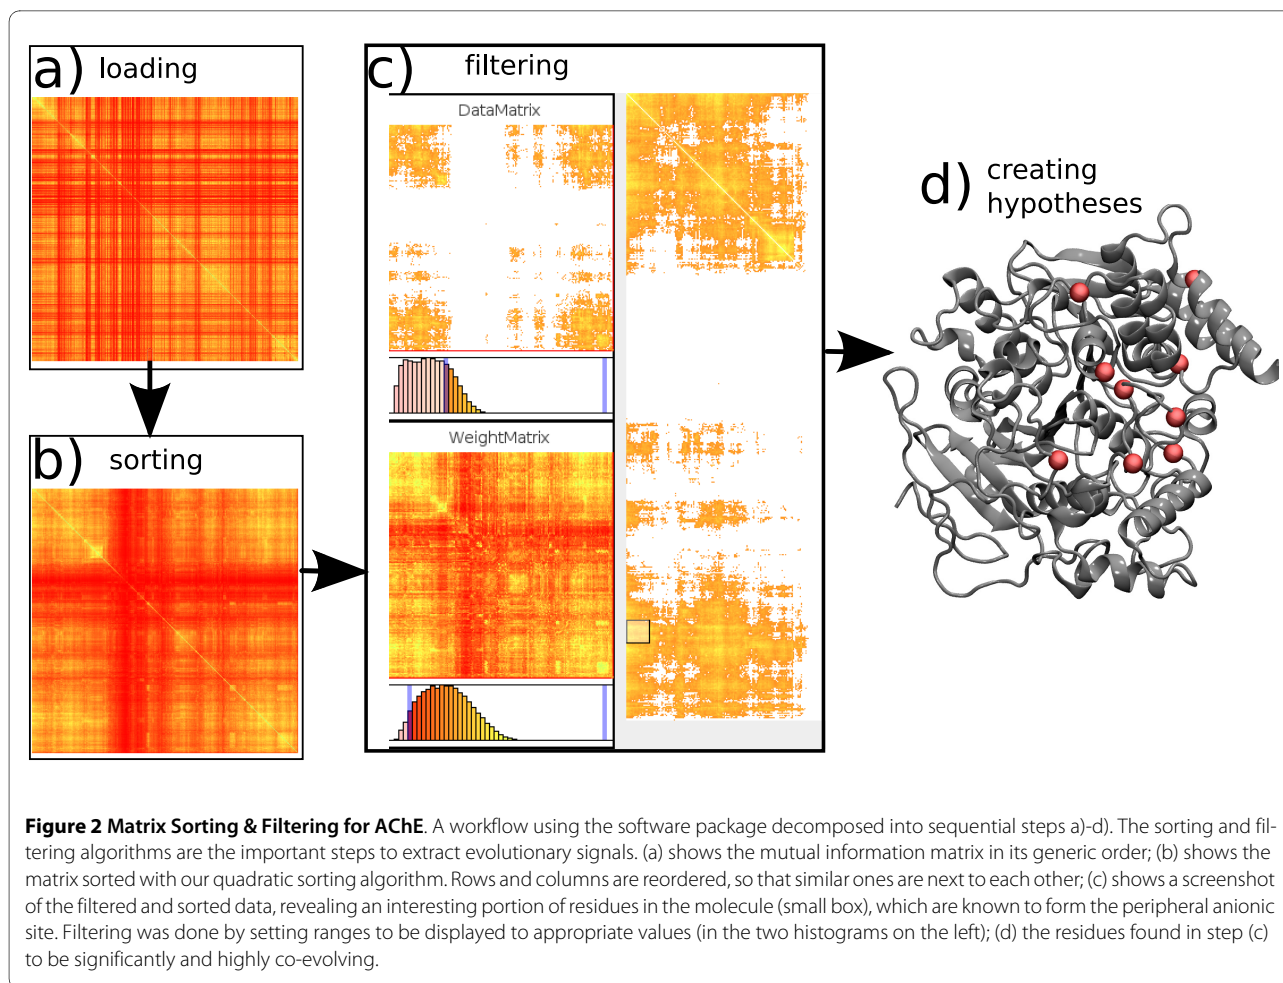 a) loading
b) sorting
c) filtering
DataMatrix
WeightMatrix
d) creating
hypotheses
Figure 2 Matrix Sorting & Filtering for AChE. A workflow using the software package decomposed into sequential steps a)-d). The sorting and fil-
tering algorithms are the important steps to extract evolutionary signals. (a) shows the mutual information matrix in its generic order; (b) shows the
matrix sorted with our quadratic sorting algorithm. Rows and columns are reordered, so that similar ones are next to each other; (c) shows a screenshot
of the filtered and sorted data, revealing an interesting portion of residues in the molecule (small box), which are known to form the peripheral anionic
site. Filtering was done by setting ranges to be displayed to appropriate values (in the two histograms on the left); (d) the residues found in step (c)
to be significantly and highly co-evolving.